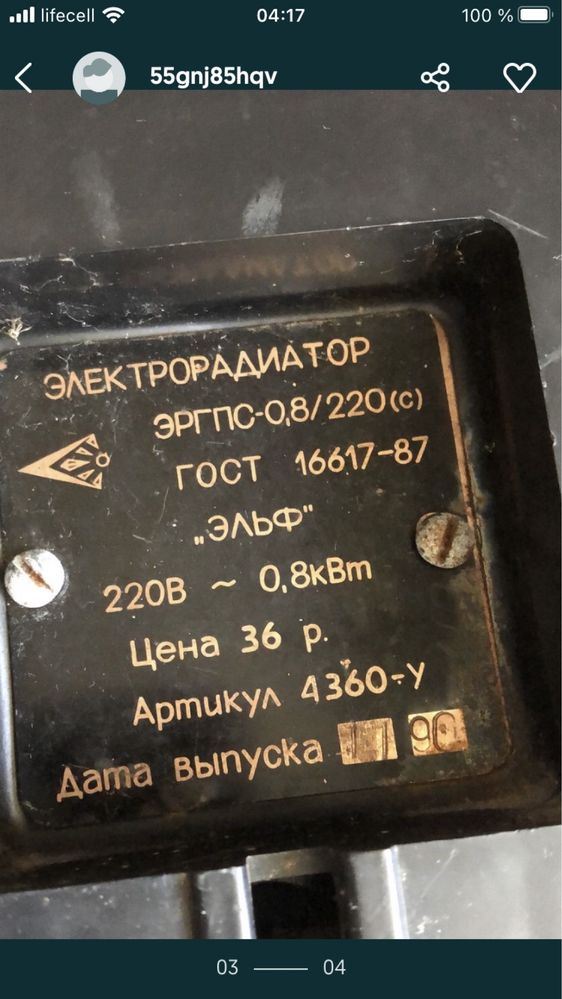 lifecell 04:17 100 %
55gnj85hqv
ЭЛЕКТРОРАДИАТОР
ЭРГПС-0,8/220(с)
ГОСТ 16617-87
„ЭЛЬФ"
220В ~ 0,8кВт
Цена 36 р.
Артикул 4360-У
Дата выпуска 90
03 04